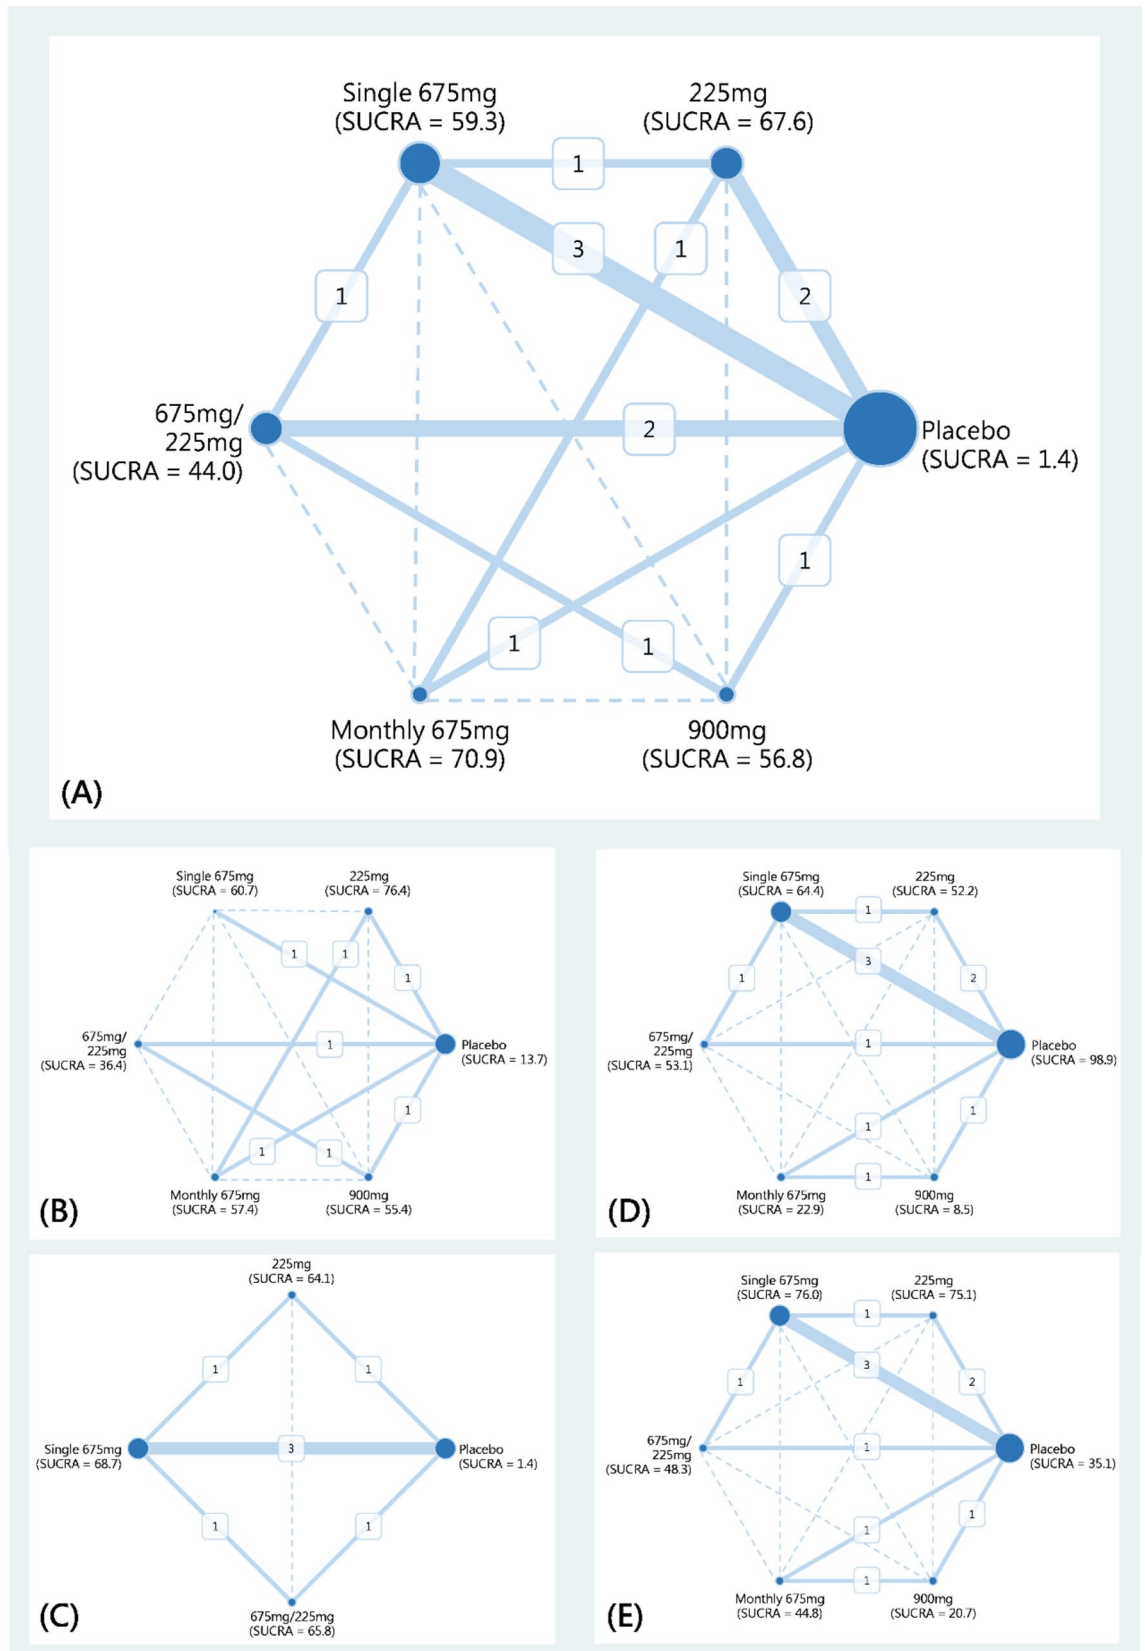 Single 675mg
(SUCRA = 59.3)
225mg
(SUCRA = 67.6)
1
3
1
1
2
675mg/
225mg
(SUCRA = 44.0)
2
Placebo
(SUCRA = 1.4)
1
1
1
Monthly 675mg
(SUCRA = 70.9)
900mg
(SUCRA = 56.8)
(A)
Single 675mg
(SUCRA = 60.7)
225mg
(SUCRA = 76.4)
1
1
1
675mg/
225mg
(SUCRA = 36.4)
1
Placebo
(SUCRA = 13.7)
1
1
1
Monthly 675mg
(SUCRA = 57.4)
900mg
(SUCRA = 55.4)
(B)
Single 675mg
(SUCRA = 64.4)
225mg
(SUCRA = 52.2)
1
3
1
2
675mg/
225mg
(SUCRA = 53.1)
1
Placebo
(SUCRA = 98.9)
1
1
1
Monthly 675mg
(SUCRA = 22.9)
900mg
(SUCRA = 8.5)
(D)
225mg
(SUCRA = 64.1)
1
1
Single 675mg
(SUCRA = 68.7)
3
Placebo
(SUCRA = 1.4)
1
1
675mg/225mg
(SUCRA = 65.8)
(C)
Single 675mg
(SUCRA = 76.0)
225mg
(SUCRA = 75.1)
1
3
1
2
675mg/
225mg
(SUCRA = 48.3)
1
Placebo
(SUCRA = 35.1)
1
1
1
Monthly 675mg
(SUCRA = 44.8)
900mg
(SUCRA = 20.7)
(E)